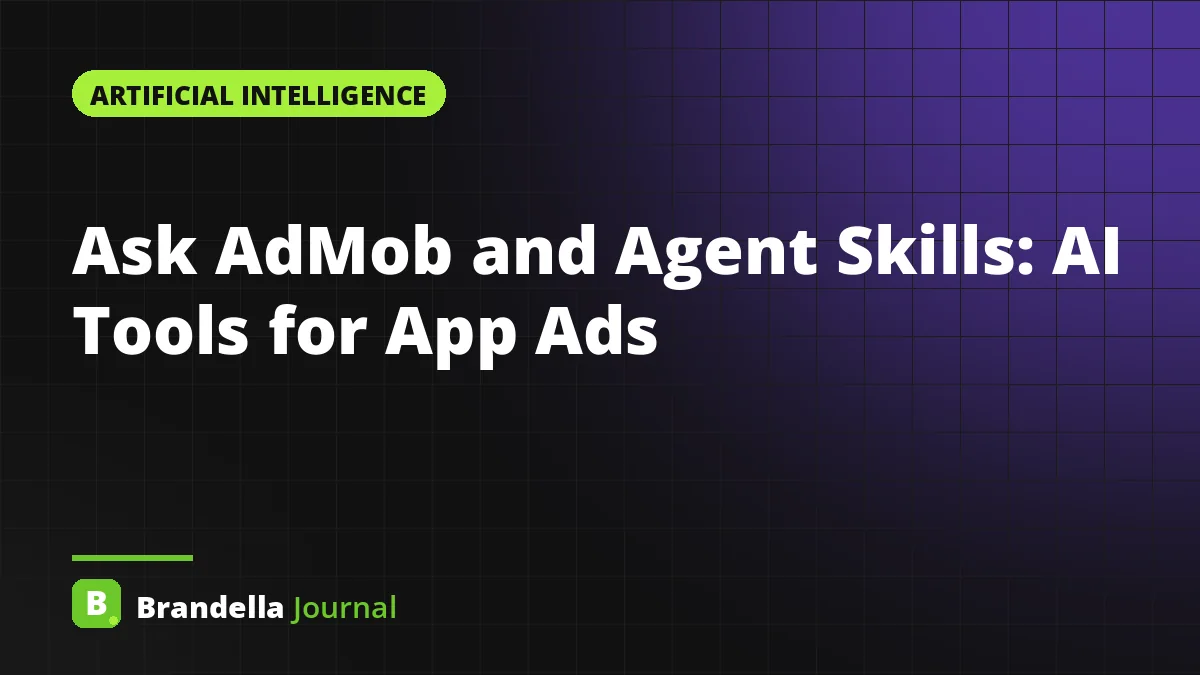 ARTIFICIAL INTELLIGENCE
Ask AdMob and Agent Skills: AI
Tools for App Ads
B
Brandella Journal